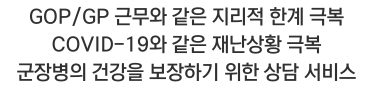 GOP/GP 근무와 같은 지리적 한계 극복
COVID-19와 같은 재난상황 극복
군장병의 건강을 보장하기 위한 상담 서비스